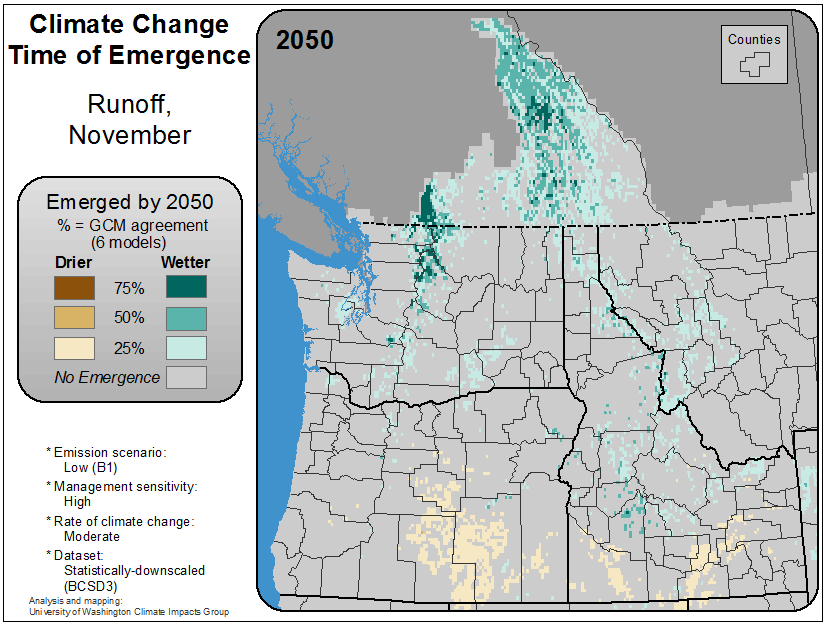 Climate Change
Time of Emergence
Runoff,
November
Emerged by 2050
% = GCM agreement
(6 models)
Drier Wetter
75%
50%
25%
No Emergence
* Emission scenario:
Low (B1)
* Management sensitivity:
High
* Rate of climate change:
Moderate
* Dataset:
Statistically-downscaled
(BCSD3)
Analysis and mapping:
University of Washington Climate Impacts Group
2050
Counties